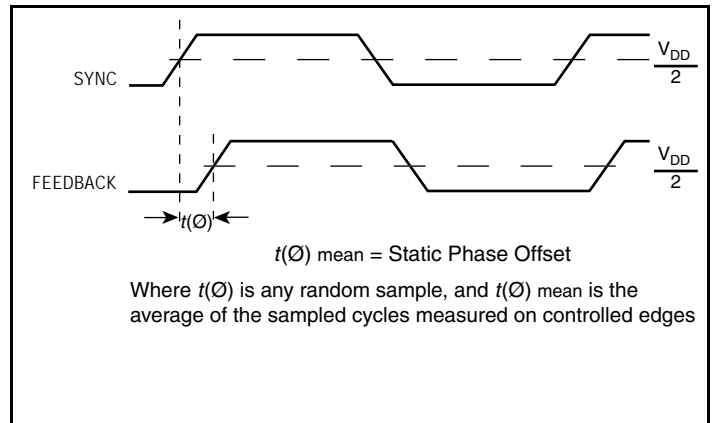 SYNC
V_DD
2
FEEDBACK
V_DD
2
t(Ø)
t(Ø) mean = Static Phase Offset
Where t(Ø) is any random sample, and t(Ø) mean is the
average of the sampled cycles measured on controlled edges